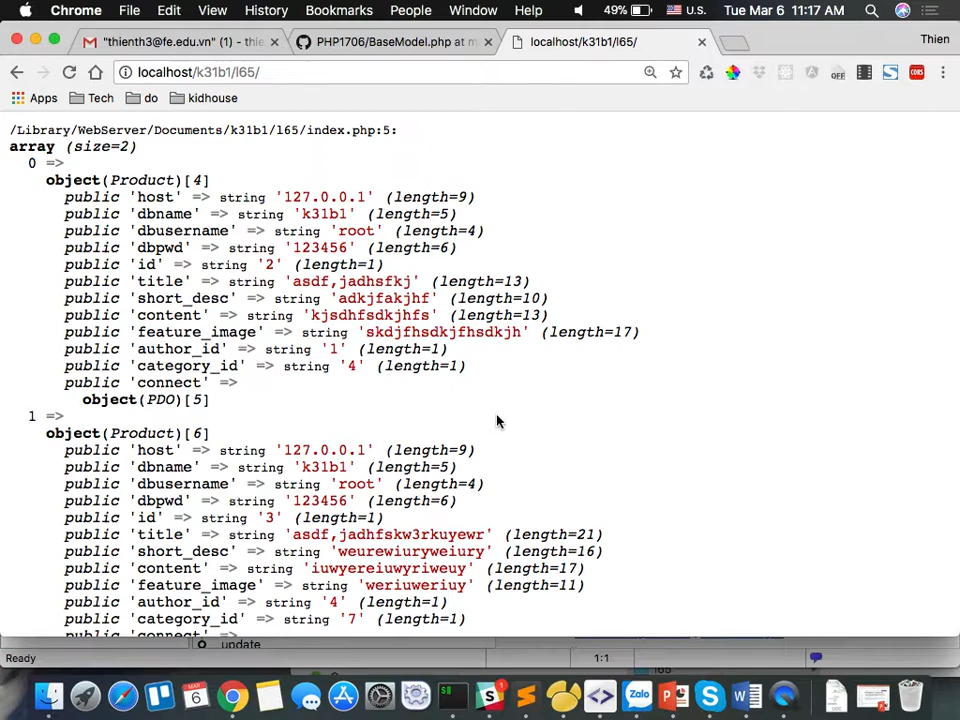 Chrome File Edit View History Bookmarks People Window Help 49% U.S. Tue Mar 6 11:17 AM
"thienth3@fe.edu.vn" (1) - thie PHP1706/BaseModel.php at m localhost/k31b1/l65/ Thien
localhost/k31b1/l65/ OFF CORS
Apps Tech do kidhouse
/Library/WebServer/Documents/k31b1/l65/index.php:5:
array (size=2)
0 =>
object(Product)[4]
public 'host' => string '127.0.0.1' (length=9)
public 'dbname' => string 'k31b1' (length=5)
public 'dbusername' => string 'root' (length=4)
public 'dbpwd' => string '123456' (length=6)
public 'id' => string '2' (length=1)
public 'title' => string 'asdf,jadhsfkj' (length=13)
public 'short_desc' => string 'adkjfakjhf' (length=10)
public 'content' => string 'kjsdhfsdkjhfs' (length=13)
public 'feature_image' => string 'skdjfhsdkjfhsdkjh' (length=17)
public 'author_id' => string '1' (length=1)
public 'category_id' => string '4' (length=1)
public 'connect' =>
object(PDO)[5]
1 =>
object(Product)[6]
public 'host' => string '127.0.0.1' (length=9)
public 'dbname' => string 'k31b1' (length=5)
public 'dbusername' => string 'root' (length=4)
public 'dbpwd' => string '123456' (length=6)
public 'id' => string '3' (length=1)
public 'title' => string 'asdf,jadhfskw3rkuyewr' (length=21)
public 'short_desc' => string 'weurewiuryweiury' (length=16)
public 'content' => string 'iuwyereiuwyriweuy' (length=17)
public 'feature_image' => string 'weriuweriuy' (length=11)
public 'author_id' => string '4' (length=1)
public 'category_id' => string '7' (length=1)
public 'connect' =>
update
Ready 1:1
Zalo